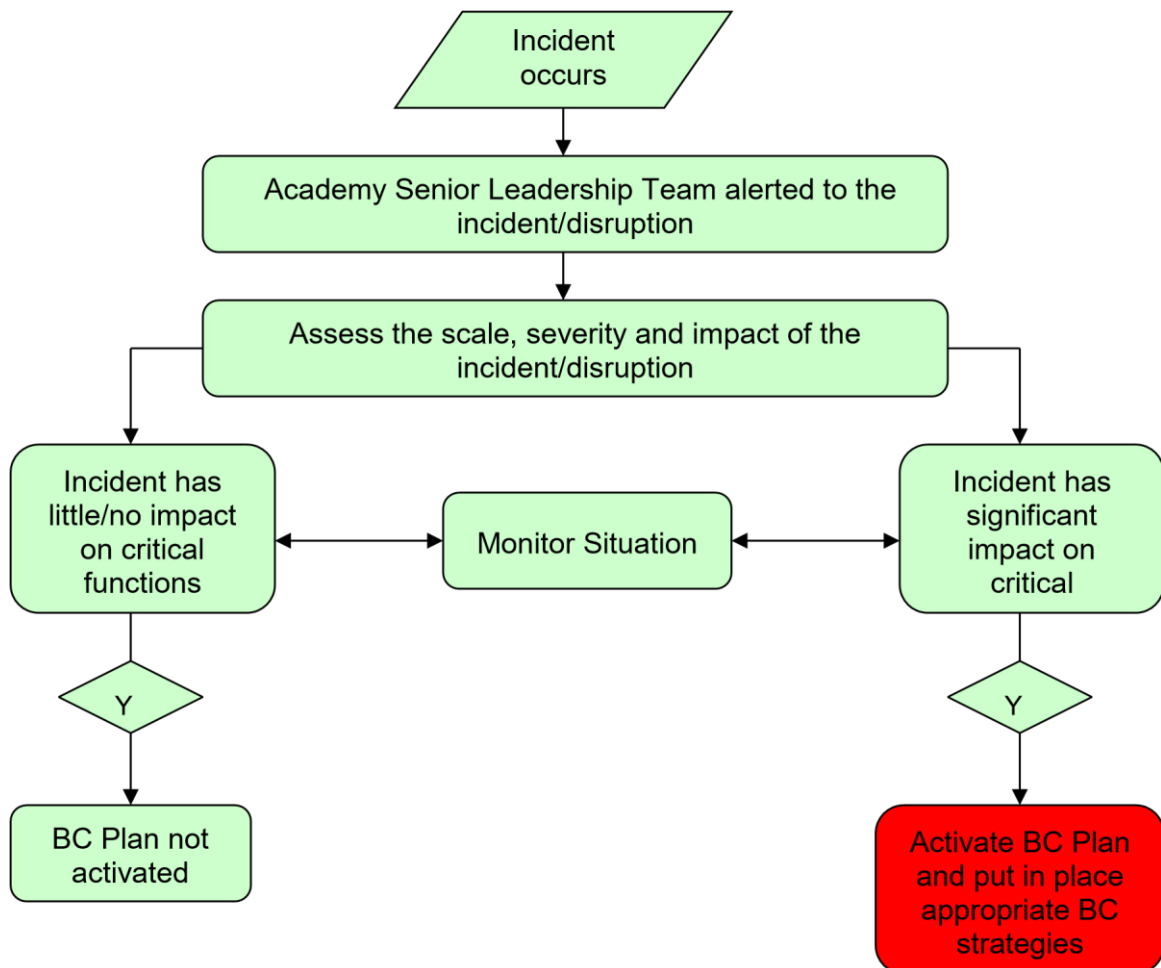 Incident
occurs
Academy Senior Leadership Team alerted to the
incident/disruption
Assess the scale, severity and impact of the
incident/disruption
Incident has
little/no impact
on critical
functions
Monitor Situation
Incident has
significant
impact on
critical
Y
Y
BC Plan not
activated
Activate BC Plan
and put in place
appropriate BC
strategies